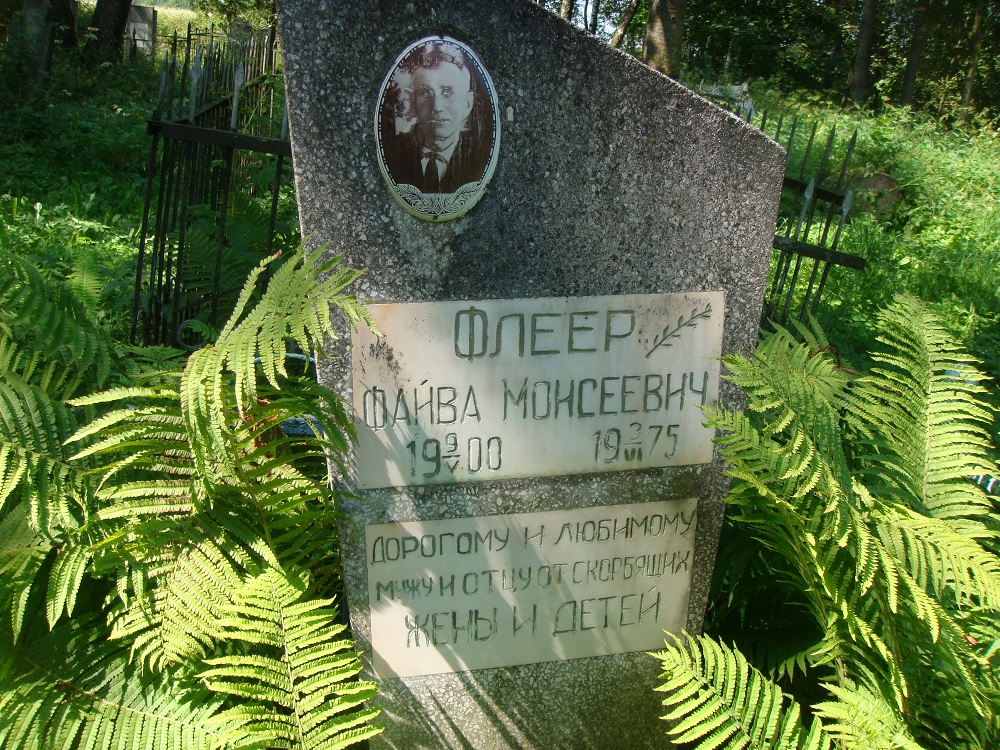 ФЛЕЕР
ФАЙВА МОИСЕЕВИЧ
19 9/V 00 19 3/VI 75
ДОРОГОМУ И ЛЮБИМОМУ
МУЖУ И ОТЦУ ОТ СКОРБЯЩИХ
ЖЕНЫ И ДЕТЕЙ